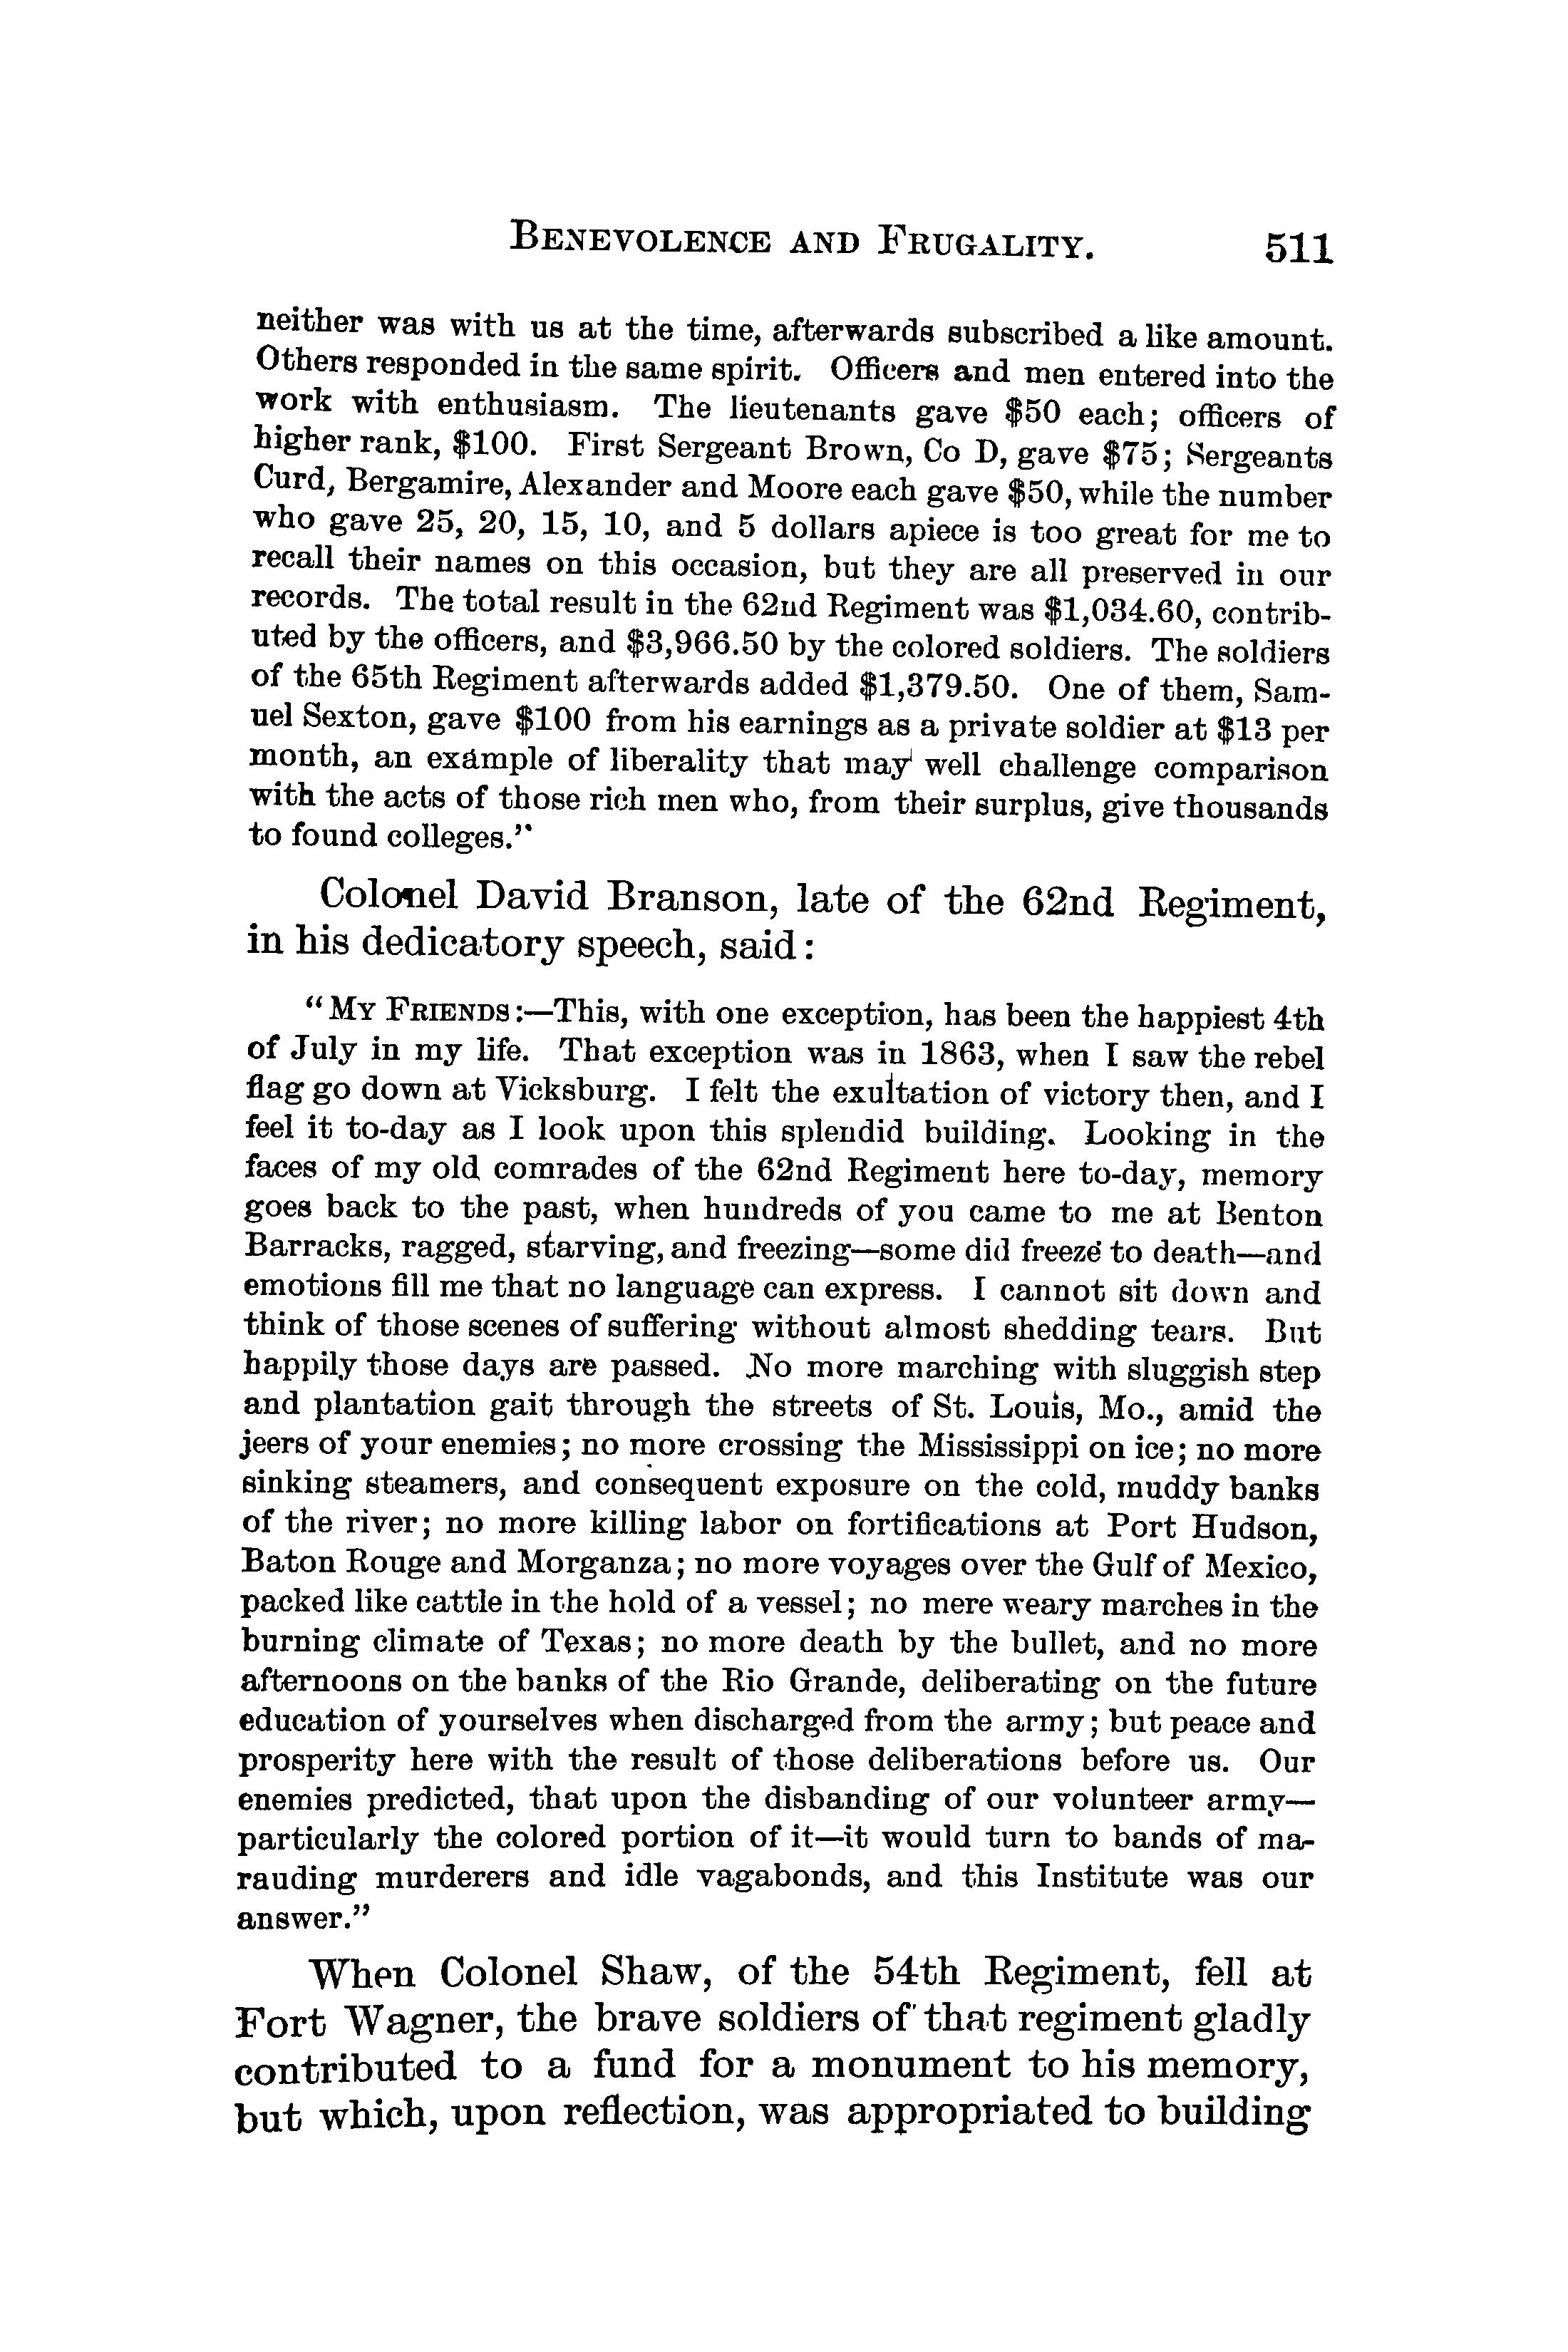 BENEVOLENCE AND FRUGALITY. 511
neither was with us at the time, afterwards subscribed a like amount.
Others responded in the same spirit. Officers and men entered into the
work with enthusiasm. The lieutenants gave $50 each; officers of
higher rank, $100. First Sergeant Brown, Co D, gave $75; Sergeants
Curd, Bergamire, Alexander and Moore each gave $50, while the number
who gave 25, 20, 15, 10, and 5 dollars apiece is too great for me to
recall their names on this occasion, but they are all preserved in our
records. The total result in the 62nd Regiment was $1,034.60, contrib-
uted by the officers, and $3,966.50 by the colored soldiers. The soldiers
of the 65th Regiment afterwards added $1,379.50. One of them, Sam-
uel Sexton, gave $100 from his earnings as a private soldier at $13 per
month, an example of liberality that may well challenge comparison
with the acts of those rich men who, from their surplus, give thousands
to found colleges."
Colonel David Branson, late of the 62nd Regiment,
in his dedicatory speech, said:
"MY FRIENDS:—This, with one exception, has been the happiest 4th
of July in my life. That exception was in 1863, when I saw the rebel
flag go down at Vicksburg. I felt the exultation of victory then, and I
feel it to-day as I look upon this splendid building. Looking in the
faces of my old comrades of the 62nd Regiment here to-day, memory
goes back to the past, when hundreds of you came to me at Benton
Barracks, ragged, starving, and freezing—some did freeze to death—and
emotions fill me that no language can express. I cannot sit down and
think of those scenes of suffering without almost shedding tears. But
happily those days are passed. No more marching with sluggish step
and plantation gait through the streets of St. Louis, Mo., amid the
jeers of your enemies; no more crossing the Mississippi on ice; no more
sinking steamers, and consequent exposure on the cold, muddy banks
of the river; no more killing labor on fortifications at Port Hudson,
Baton Rouge and Morganza; no more voyages over the Gulf of Mexico,
packed like cattle in the hold of a vessel; no mere weary marches in the
burning climate of Texas; no more death by the bullet, and no more
afternoons on the banks of the Rio Grande, deliberating on the future
education of yourselves when discharged from the army; but peace and
prosperity here with the result of those deliberations before us. Our
enemies predicted, that upon the disbanding of our volunteer army—
particularly the colored portion of it—it would turn to bands of ma-
rauding murderers and idle vagabonds, and this Institute was our
answer."
When Colonel Shaw, of the 54th Regiment, fell at
Fort Wagner, the brave soldiers of that regiment gladly
contributed to a fund for a monument to his memory,
but which, upon reflection, was appropriated to building